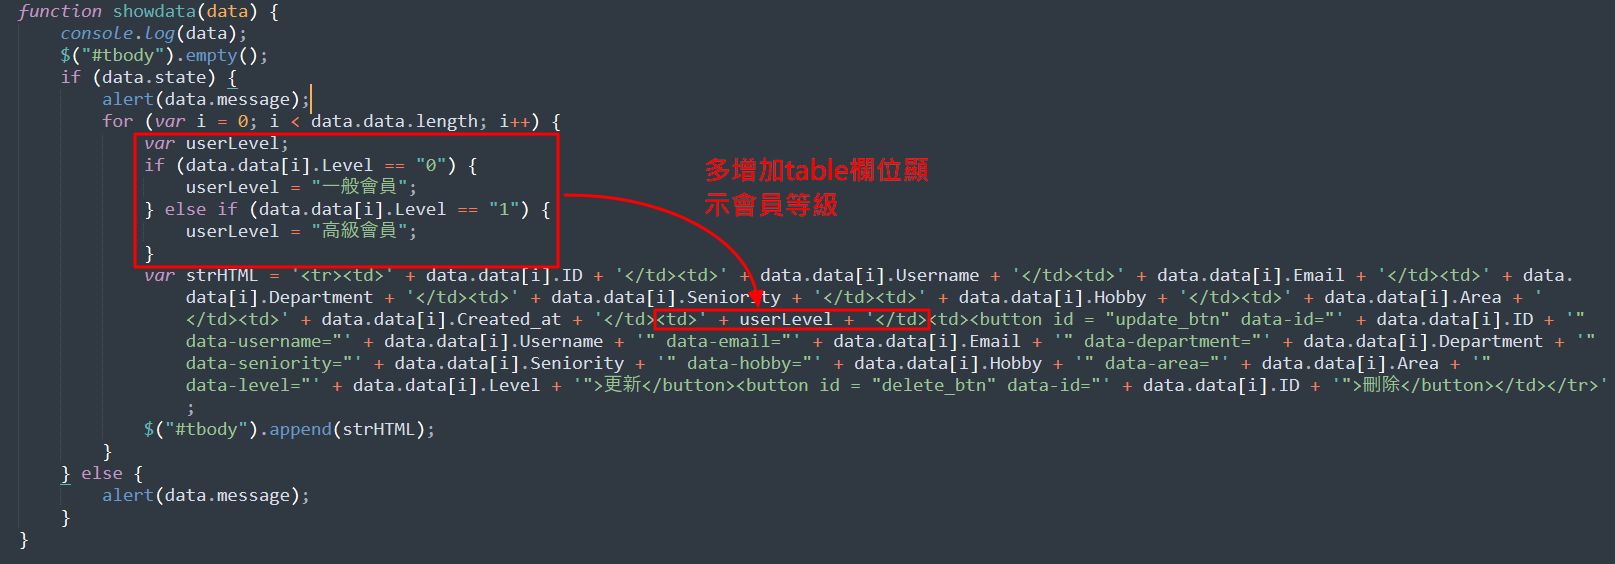 function showdata(data) {
console.log(data);
$("#tbody").empty();
if (data.state) {
alert(data.message);
for (var i = 0; i < data.data.length; i++) {
var userLevel;
if (data.data[i].Level == "0") {
userLevel = "一般會員";
} else if (data.data[i].Level == "1") {
userLevel = "高級會員";
}
多增加table欄位顯
示會員等級
var strHTML = '<tr><td>' + data.data[i].ID + '</td><td>' + data.data[i].Username + '</td><td>' + data.data[i].Email + '</td><td>' + data.
data[i].Department + '</td><td>' + data.data[i].Seniority + '</td><td>' + data.data[i].Hobby + '</td><td>' + data.data[i].Area + '
</td><td>' + data.data[i].Created_at + '</td><td>' + userLevel + '</td><td><button id = "update_btn" data-id="' + data.data[i].ID + '"
data-username="' + data.data[i].Username + '" data-email="' + data.data[i].Email + '" data-department="' + data.data[i].Department + '"
data-seniority="' + data.data[i].Seniority + '" data-hobby="' + data.data[i].Hobby + '" data-area="' + data.data[i].Area + '"
data-level="' + data.data[i].Level + '">更新</button><button id = "delete_btn" data-id="' + data.data[i].ID + '">刪除</button></td></tr>'
;
$("#tbody").append(strHTML);
}
} else {
alert(data.message);
}
}